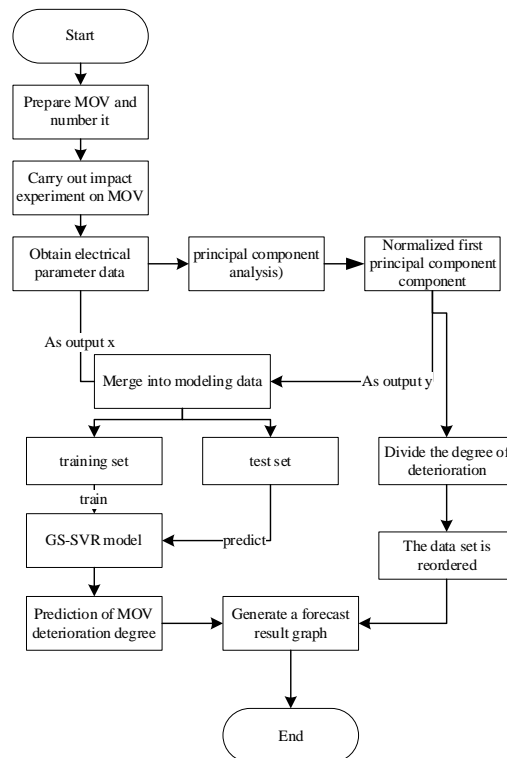 Start
Prepare MOV and
number it
Carry out impact
experiment on MOV
Obtain electrical
parameter data
principal component
analysis)
Normalized first
principal component
component
As output x
Merge into modeling data
As output y
training set
test set
Divide the degree of
deterioration
train
GS-SVR model
predict
The data set is
reordered
Prediction of MOV
deterioration degree
Generate a forecast
result graph
End